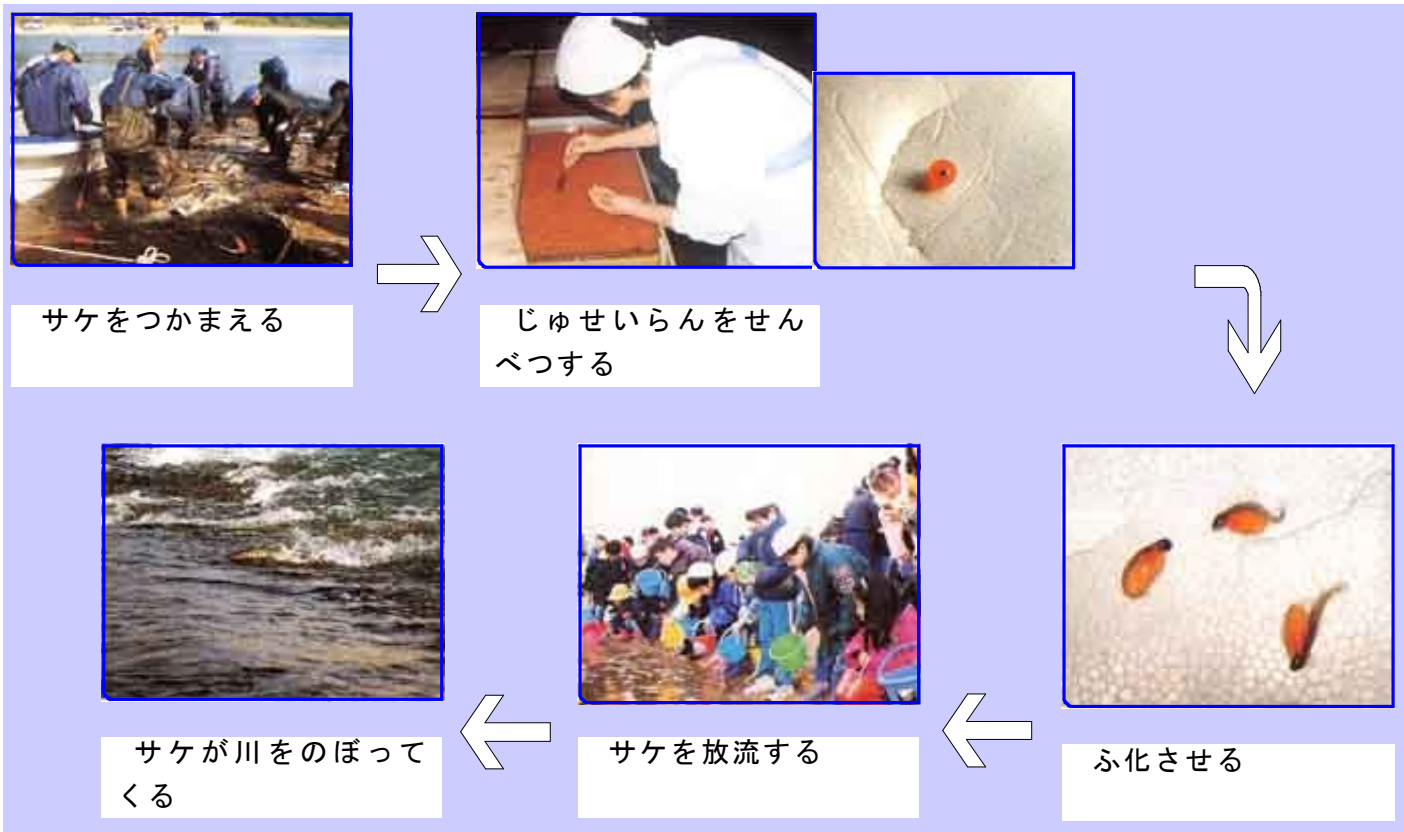 サケをつかまえる
じゅせいらんをせん
べつする
ふ化させる
サケを放流する
サケが川をのぼって
くる